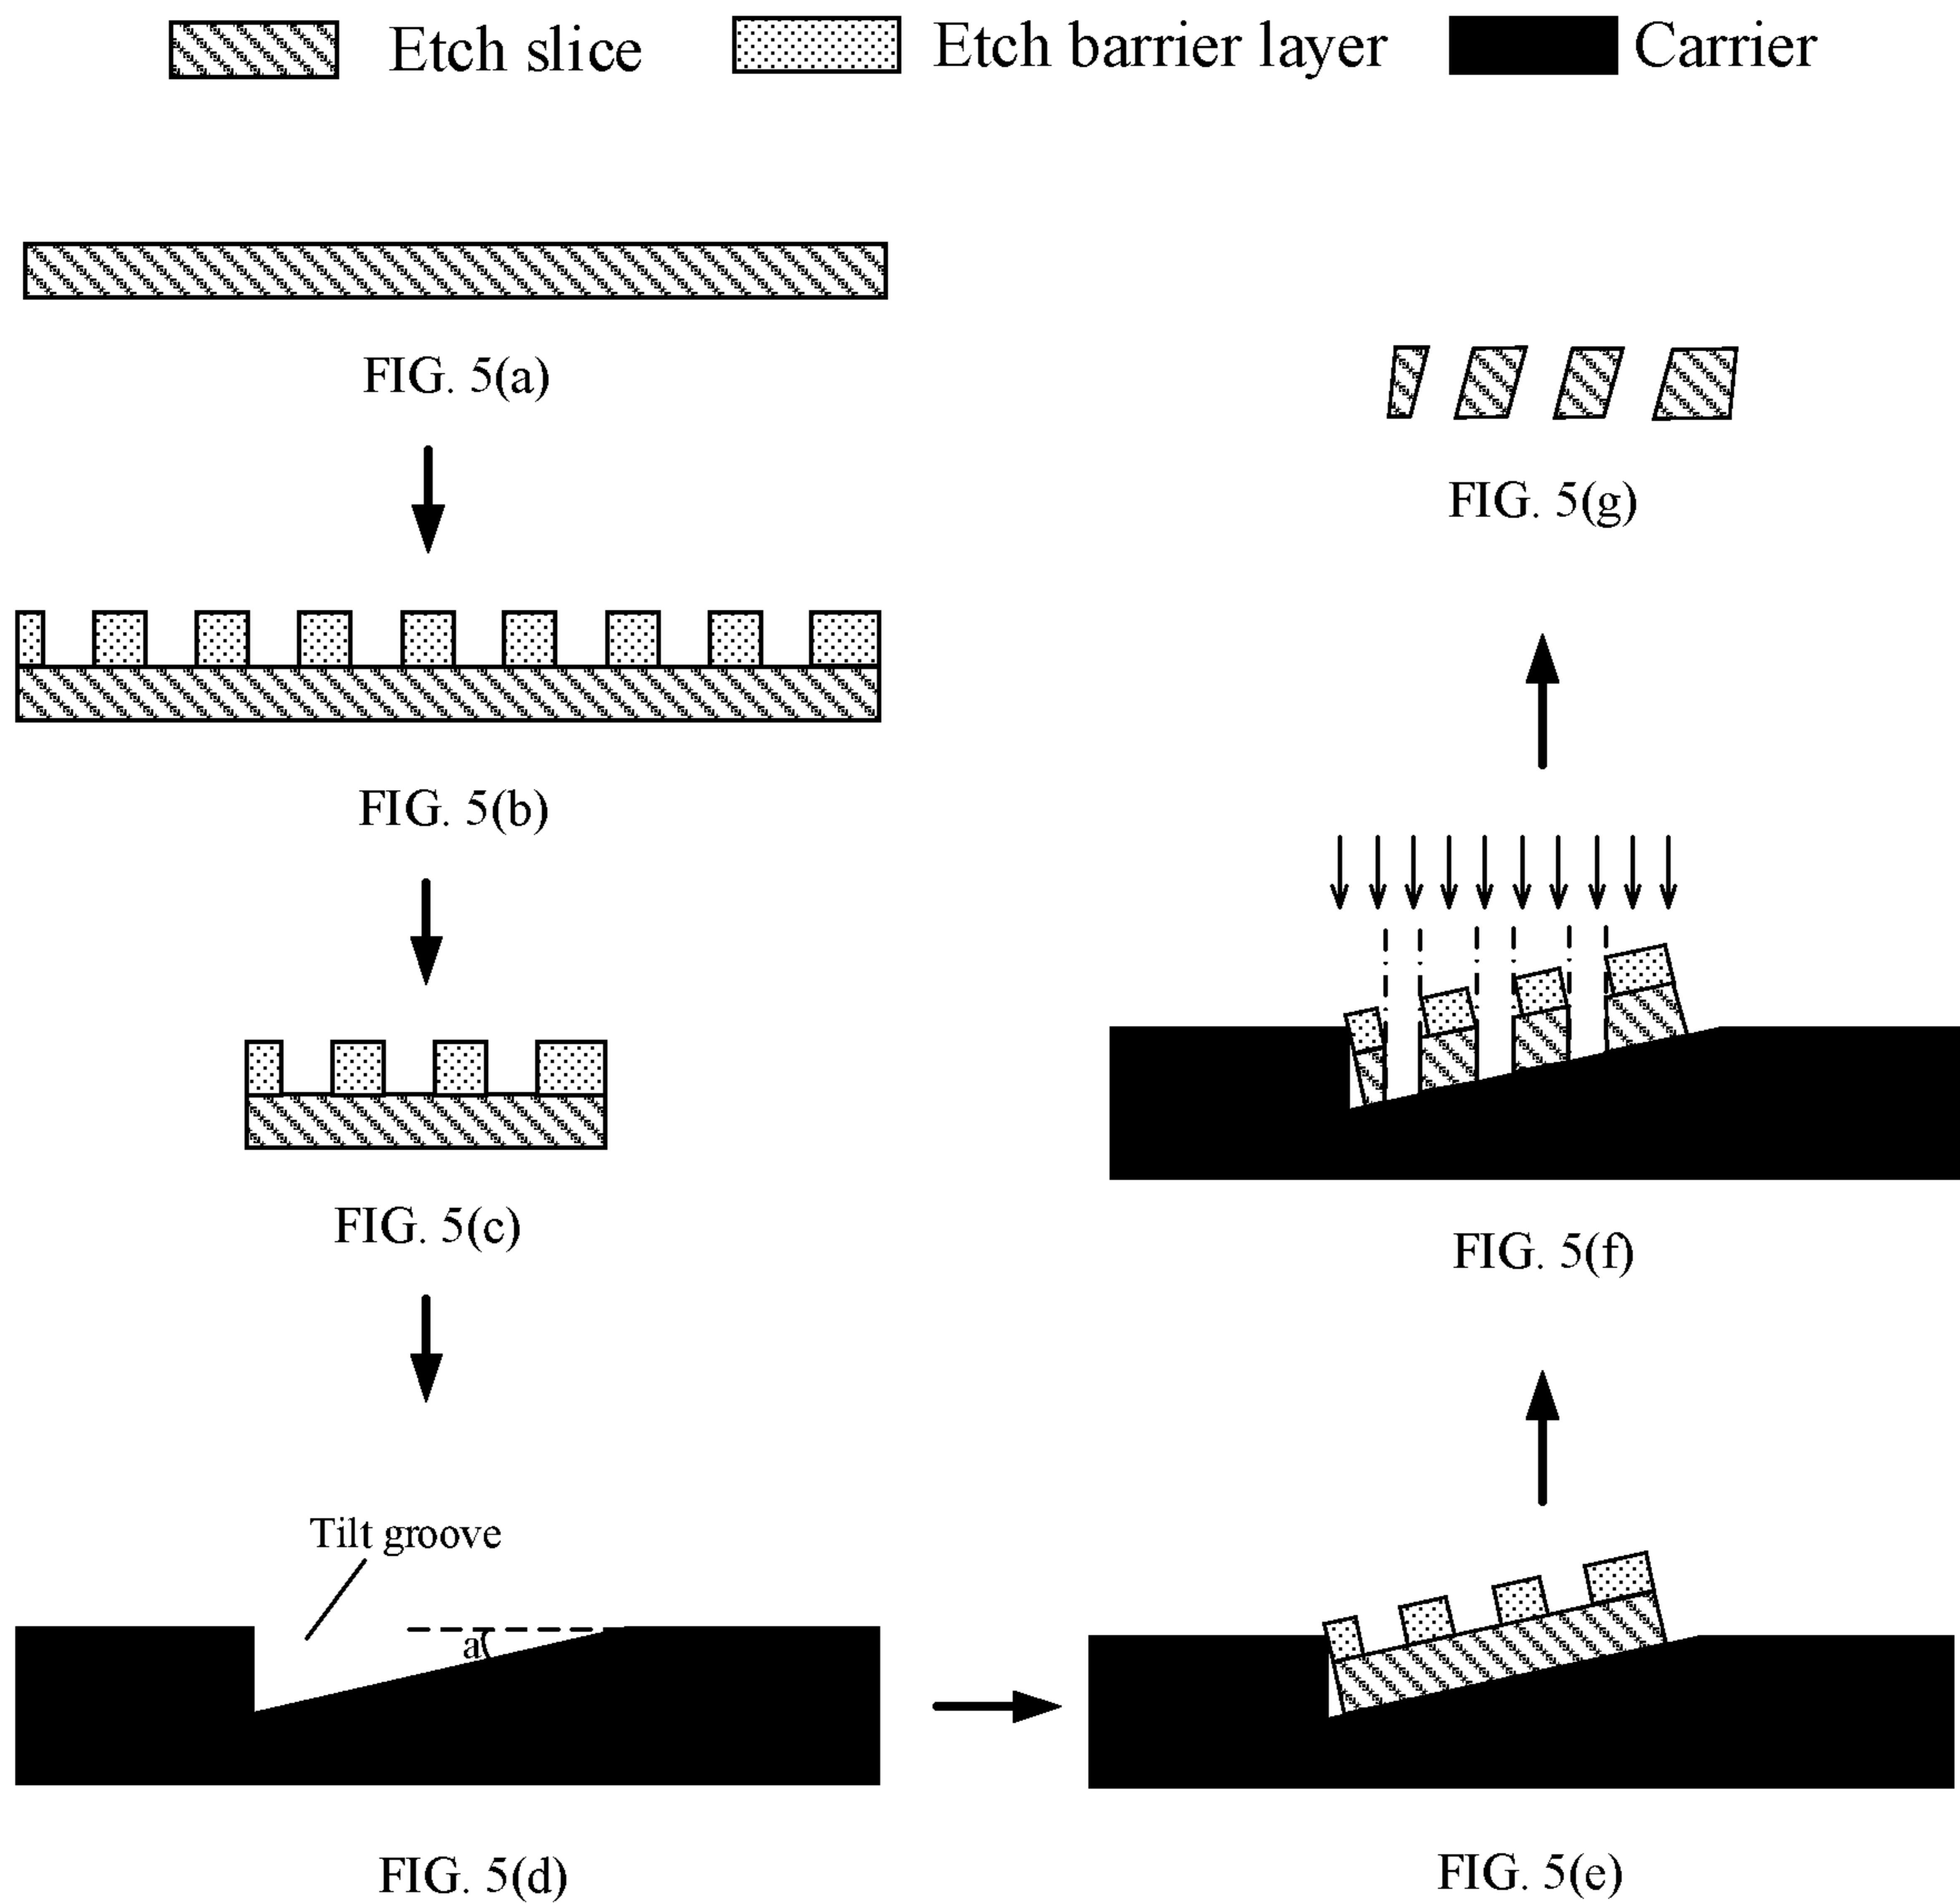 Etch slice
Etch barrier layer
Carrier
FIG. 5(a)
FIG. 5(b)
FIG. 5(c)
Tilt groove
a
FIG. 5(d)
FIG. 5(e)
FIG. 5(f)
FIG. 5(g)